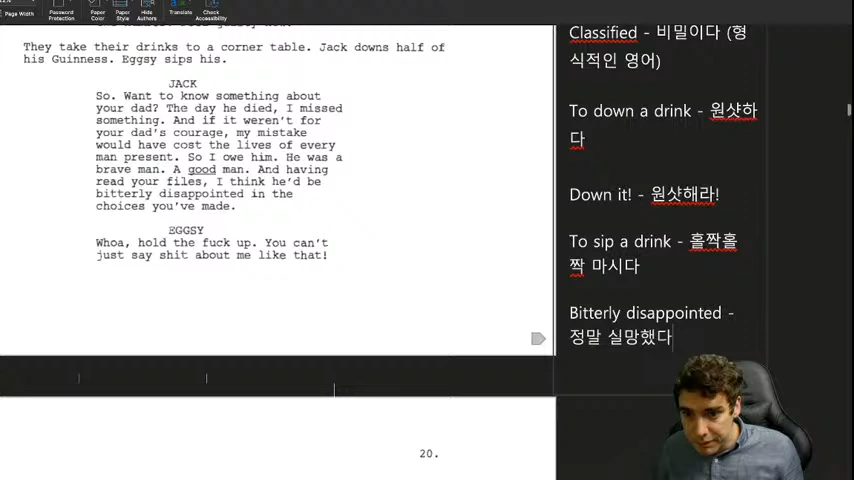 Page Width
Password
Protection
Paper
Color
Paper
Style
Hide
Authors
Translate
Check
Accessibility
They take their drinks to a corner table. Jack downs half of
his Guinness. Eggsy sips his.
JACK
So. Want to know something about
your dad? The day he died, I missed
something. And if it weren't for
your dad's courage, my mistake
would have cost the lives of every
man present. So I owe him. He was a
brave man. A good man. And having
read your files, I think he'd be
bitterly disappointed in the
choices you've made.
EGGSY
Whoa, hold the fuck up. You can't
just say shit about me like that!
20.
Classified - 비밀이다 (형
식적인 영어)
To down a drink - 원샷하
다
Down it! - 원샷해라!
To sip a drink - 홀짝홀
짝 마시다
Bitterly disappointed -
정말 실망했다